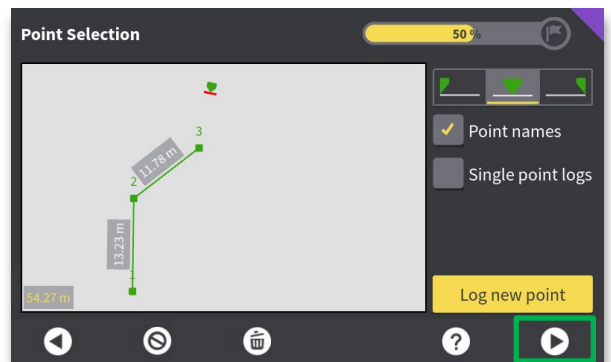 Point Selection
50 %
3
11.78 m
Point names
2
Single point logs
13.23 m
1
54.27 m
Log new point
?